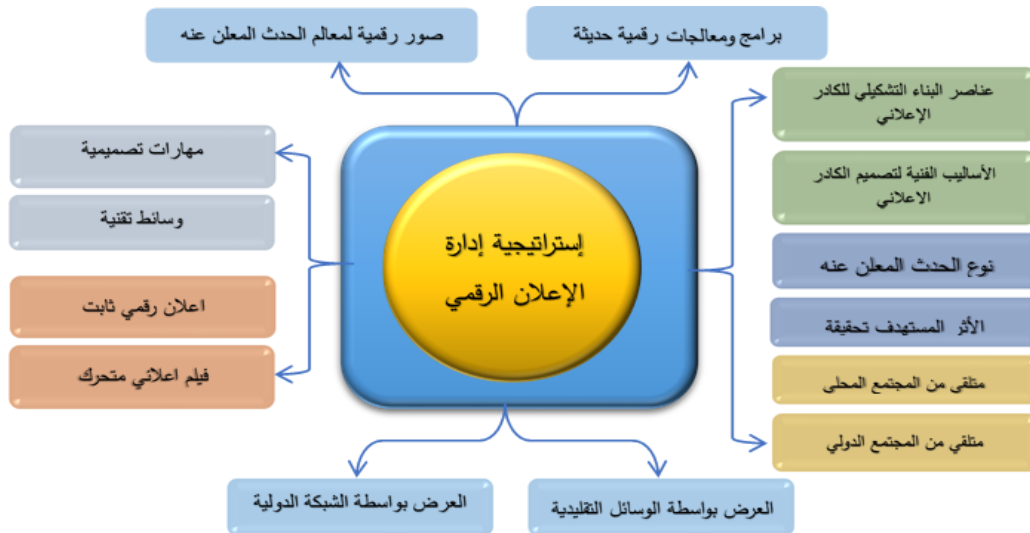 برامج ومعالجات رقمية حديثة
صور رقمية لمعالم الحدث المعلن عنه
عناصر البناء التشكيلي للكادر
الإعلاني
الأساليب الفنية لتصميم الكادر
الاعلاني
نوع الحدث المعلن عنه
الأثر المستهدف تحقيقة
متلقى من المجتمع المحلى
متلقي من المجتمع الدولي
إستراتيجية إدارة
الإعلان الرقمي
مهارات تصميمية
وسائط تقنية
اعلان رقمي ثابت
فيلم اعلاني متحرك
العرض بواسطة الوسائل التقليدية
العرض بواسطة الشبكة الدولية